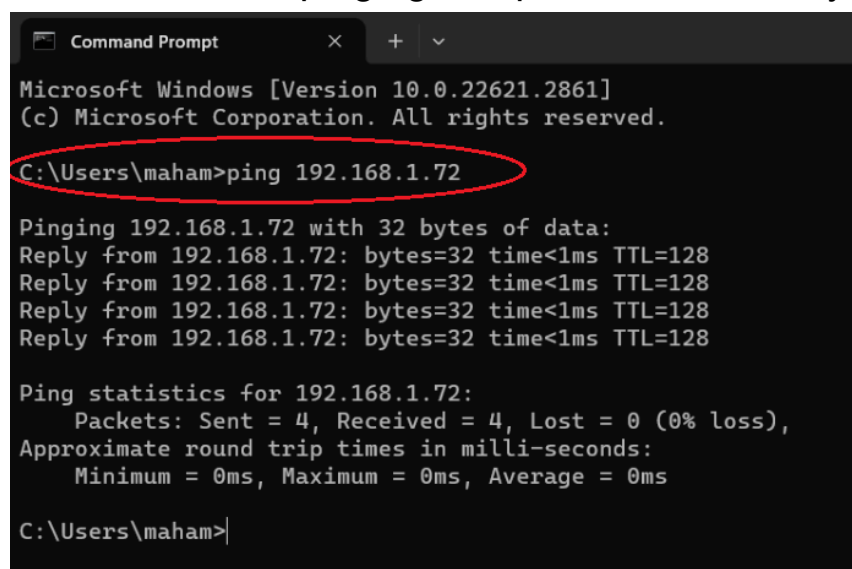 Command Prompt
Microsoft Windows [Version 10.0.22621.2861]
(c) Microsoft Corporation. All rights reserved.
C:\Users\maham>ping 192.168.1.72
Pinging 192.168.1.72 with 32 bytes of data:
Reply from 192.168.1.72: bytes=32 time<1ms TTL=128
Reply from 192.168.1.72: bytes=32 time<1ms TTL=128
Reply from 192.168.1.72: bytes=32 time<1ms TTL=128
Reply from 192.168.1.72: bytes=32 time<1ms TTL=128
Ping statistics for 192.168.1.72:
    Packets: Sent = 4, Received = 4, Lost = 0 (0% loss),
Approximate round trip times in milli-seconds:
    Minimum = 0ms, Maximum = 0ms, Average = 0ms
C:\Users\maham>